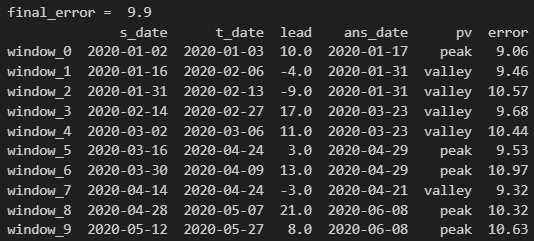 final_error =  9.9
              s_date      t_date  lead    ans_date      pv  error
window_0  2020-01-02  2020-01-03  10.0  2020-01-17    peak   9.06
window_1  2020-01-16  2020-02-06  -4.0  2020-01-31  valley   9.46
window_2  2020-01-31  2020-02-13  -9.0  2020-01-31  valley  10.57
window_3  2020-02-14  2020-02-27  17.0  2020-03-23  valley   9.68
window_4  2020-03-02  2020-03-06  11.0  2020-03-23  valley  10.44
window_5  2020-03-16  2020-04-24   3.0  2020-04-29    peak   9.53
window_6  2020-03-30  2020-04-09  13.0  2020-04-29    peak  10.97
window_7  2020-04-14  2020-04-24  -3.0  2020-04-21  valley   9.32
window_8  2020-04-28  2020-05-07  21.0  2020-06-08    peak  10.32
window_9  2020-05-12  2020-05-27   8.0  2020-06-08    peak  10.63